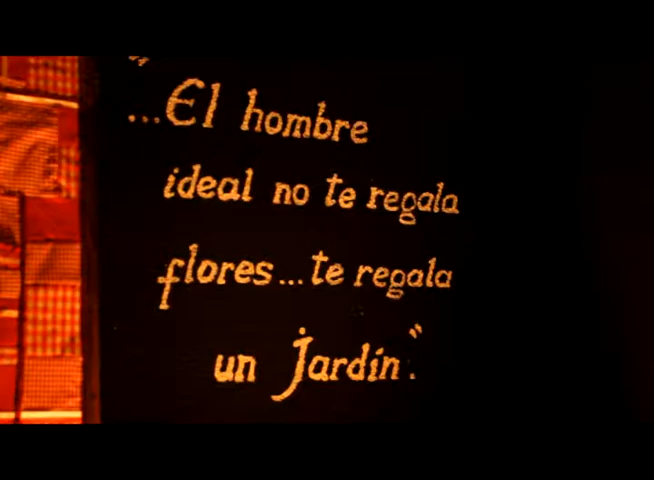 "...El hombre
ideal no te regala
flores...te regala
un jardín".